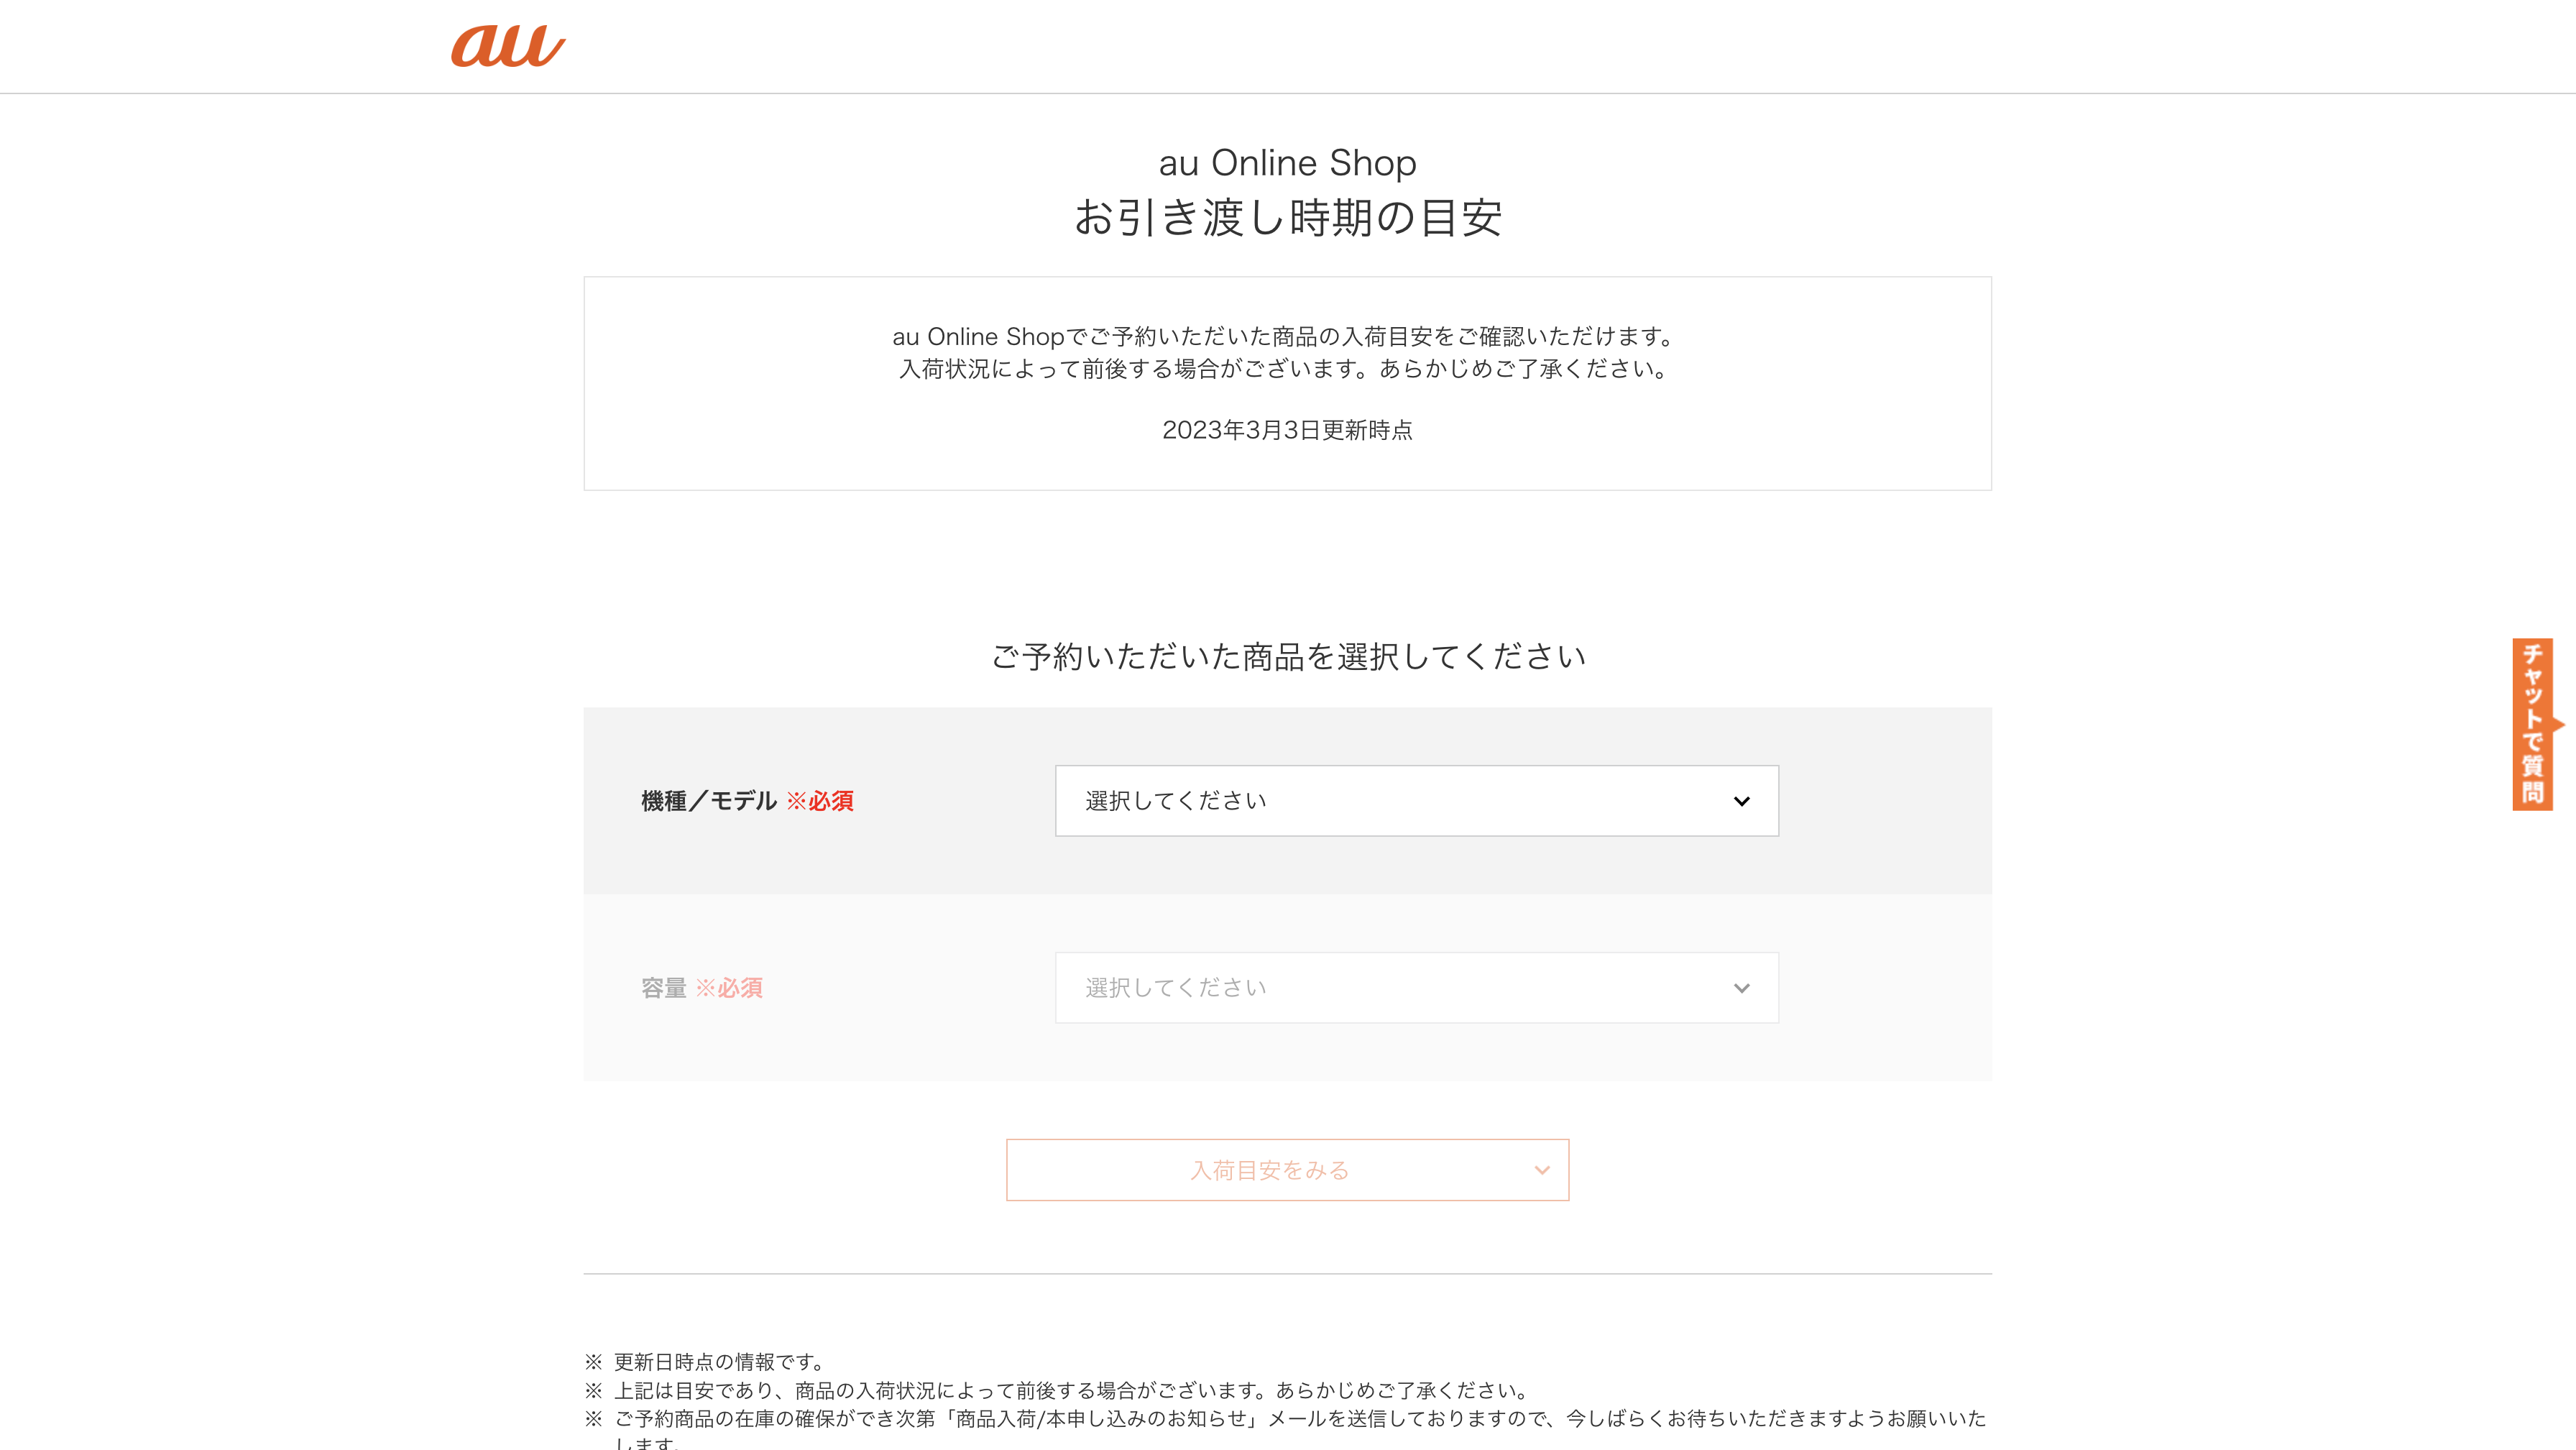 au
au Online Shop
お引き渡し時期の目安
au Online Shopでご予約いただいた商品の入荷目安をご確認いただけます。
入荷状況によって前後する場合がございます。あらかじめご了承ください。
2023年3月3日更新時点
ご予約いただいた商品を選択してください
機種／モデル ※必須
選択してください
容量 ※必須
選択してください
入荷目安をみる
チャットで質問
※ 更新日時点の情報です。
※ 上記は目安であり、商品の入荷状況によって前後する場合がございます。あらかじめご了承ください。
※ ご予約商品の在庫の確保ができ次第「商品入荷/本申し込みのお知らせ」メールを送信しておりますので、今しばらくお待ちいただきますようお願いいた
します。